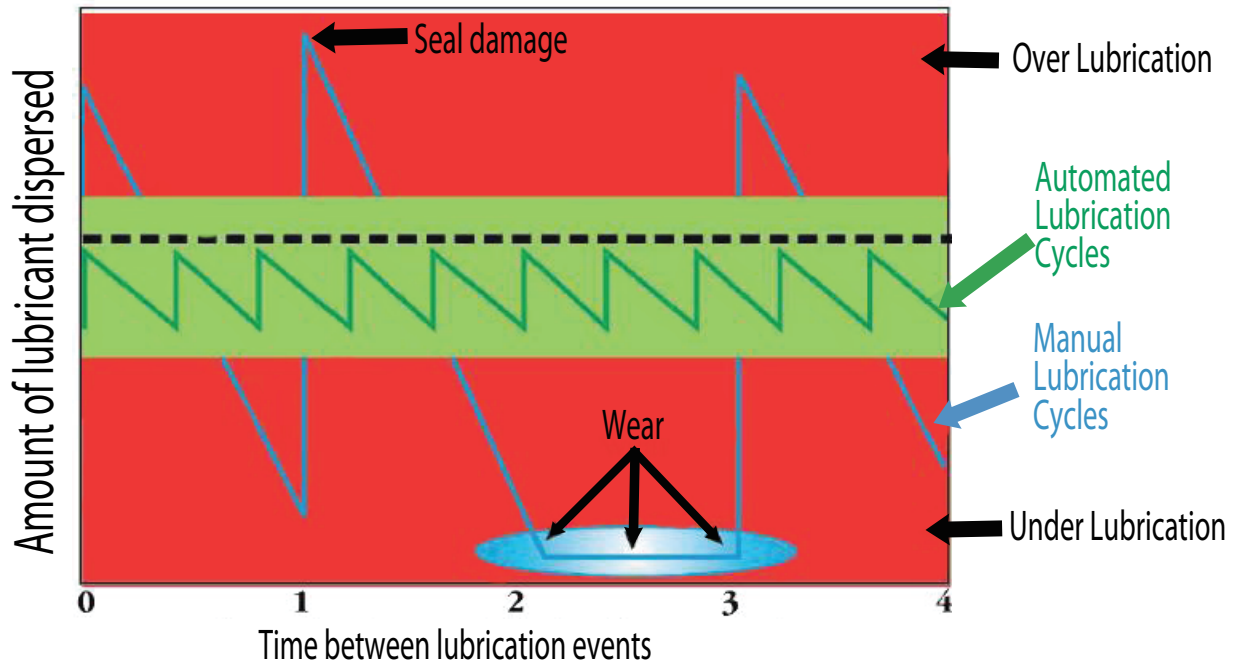 Amount of lubricant dispersed
Seal damage
Over Lubrication
Automated
Lubrication
Cycles
Manual
Lubrication
Cycles
Wear
Under Lubrication
0 1 2 3 4
Time between lubrication events